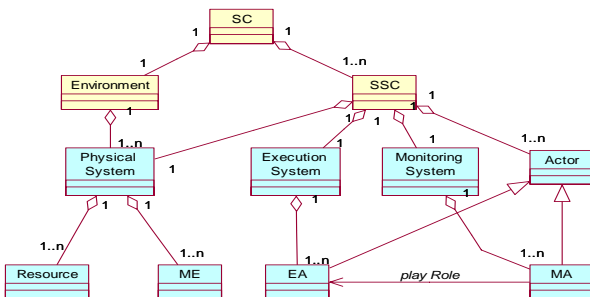 SC
1
1
1
1..n
Environment
SSC
1
1
1
1
1
1..n
1
1
1
1..n
Physical
System
Execution
System
Monitoring
System
Actor
1
1
1
1
1..n
1..n
1..n
1..n
Resource
ME
EA
play Role
MA